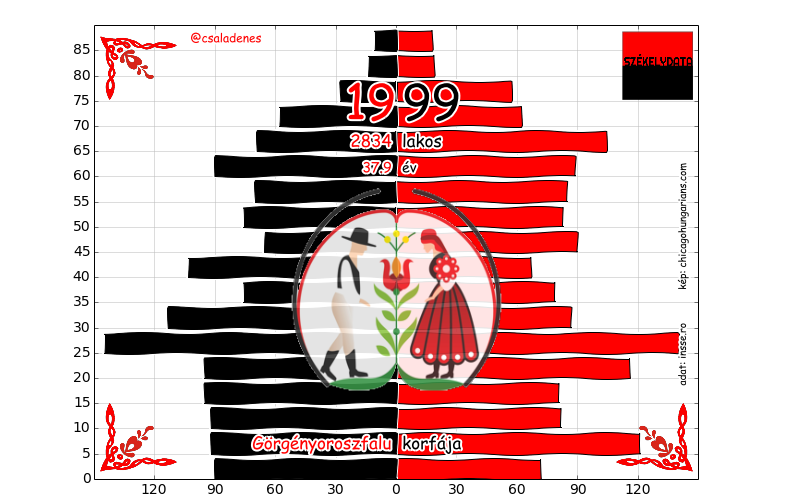 @csaladenes
SZÉKELYDATA
1999
2834 lakos
37.9 év
kép: chicagohungarians.com
adat: insse.ro
Görgényoroszfalu korfája
85
80
75
70
65
60
55
50
45
40
35
30
25
20
15
10
5
0
120 90 60 30 0 30 60 90 120